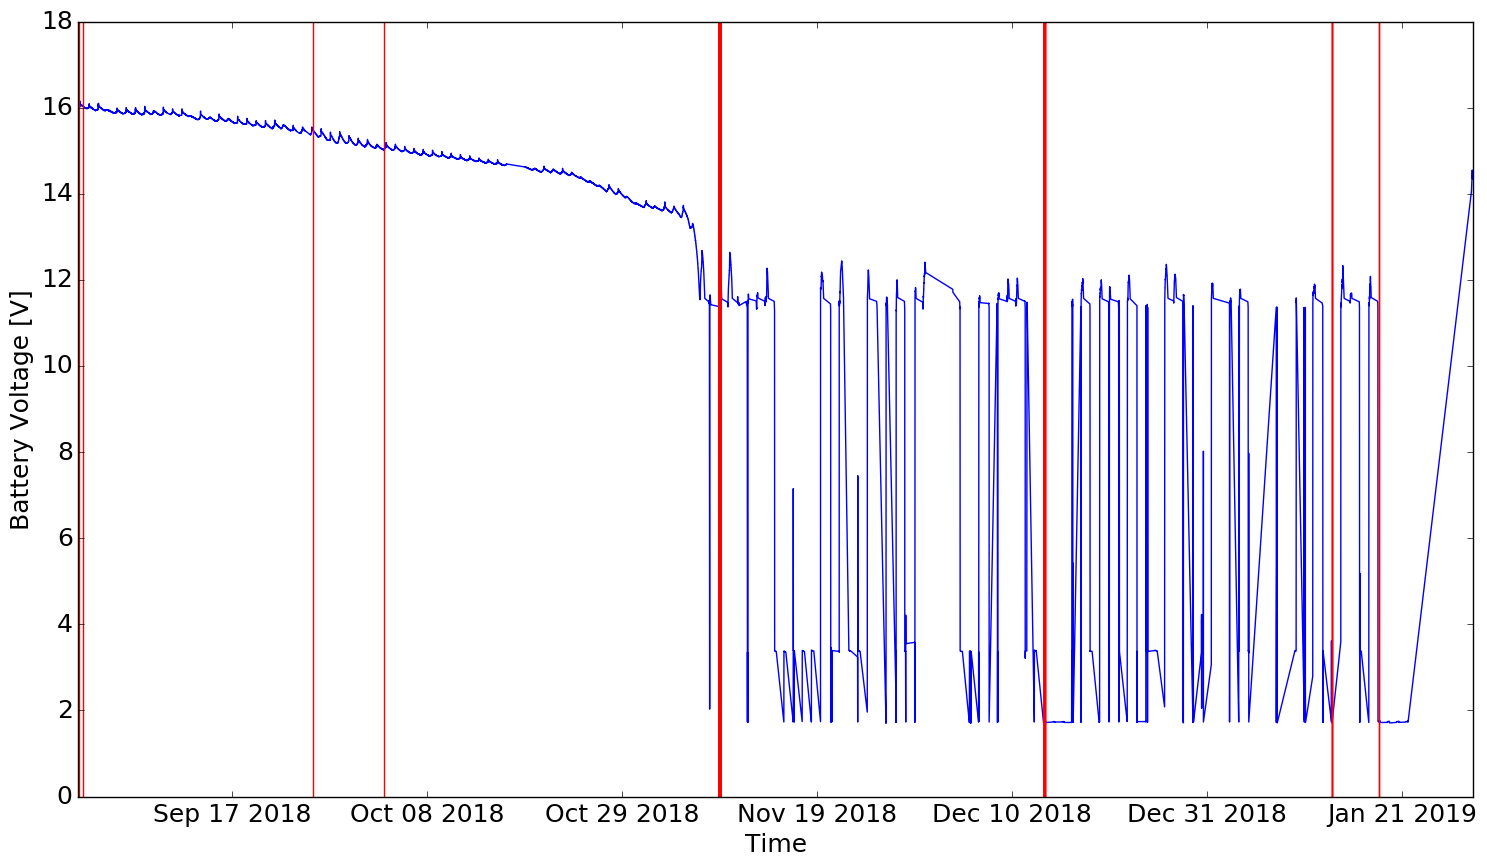 18
16
14
12
10
8
6
4
2
0
Battery Voltage [V]
Sep 17 2018
Oct 08 2018
Oct 29 2018
Nov 19 2018
Dec 10 2018
Dec 31 2018
Jan 21 2019
Time